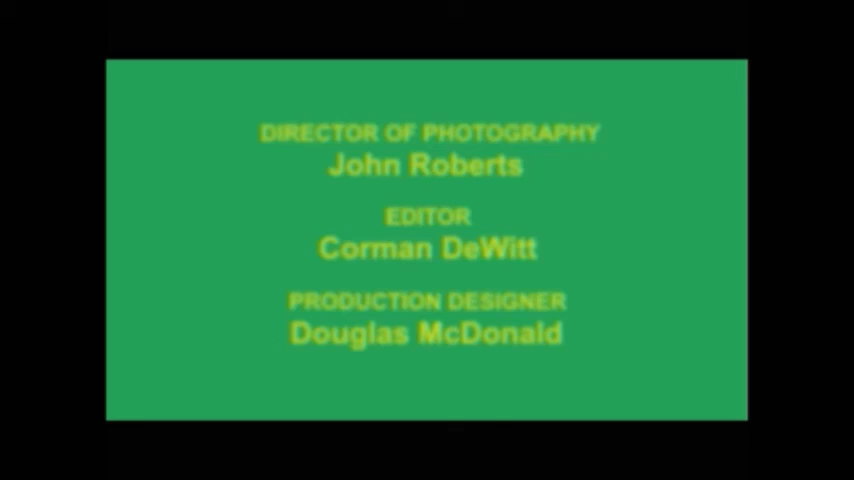 DIRECTOR OF PHOTOGRAPHY
John Roberts
EDITOR
Corman DeWitt
PRODUCTION DESIGNER
Douglas McDonald